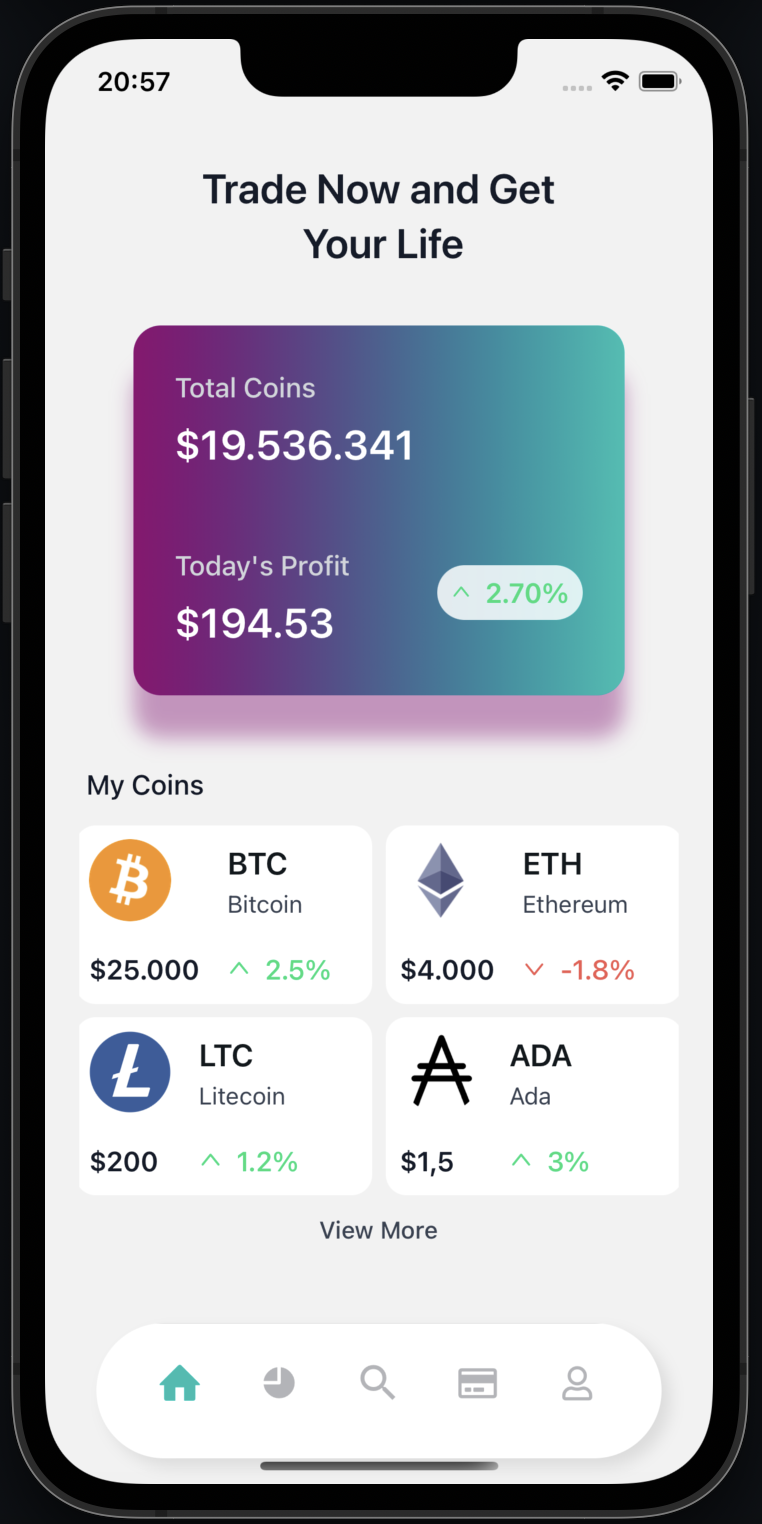 20:57
Trade Now and Get
Your Life
Total Coins
$19.536.341
Today's Profit
$194.53
2.70%
My Coins
BTC
Bitcoin
$25.000 2.5%
ETH
Ethereum
$4.000 -1.8%
LTC
Litecoin
$200 1.2%
ADA
Ada
$1,5 3%
View More